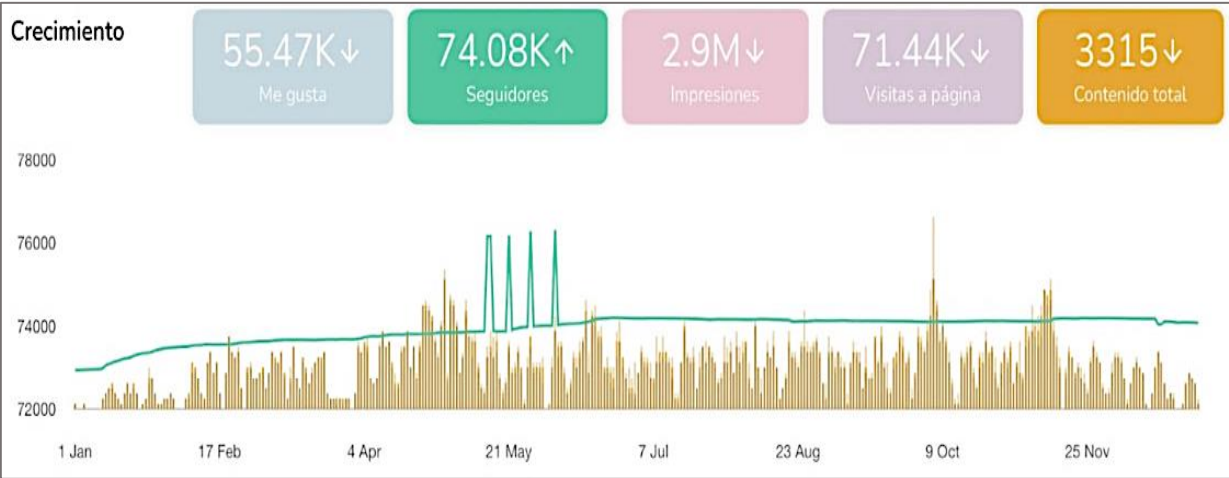 Crecimiento
55.47K↓
Me gusta
74.08K↑
Seguidores
2.9M↓
Impresiones
71.44K↓
Visitas a página
3315↓
Contenido total
78000
76000
74000
72000
1 Jan 17 Feb 4 Apr 21 May 7 Jul 23 Aug 9 Oct 25 Nov